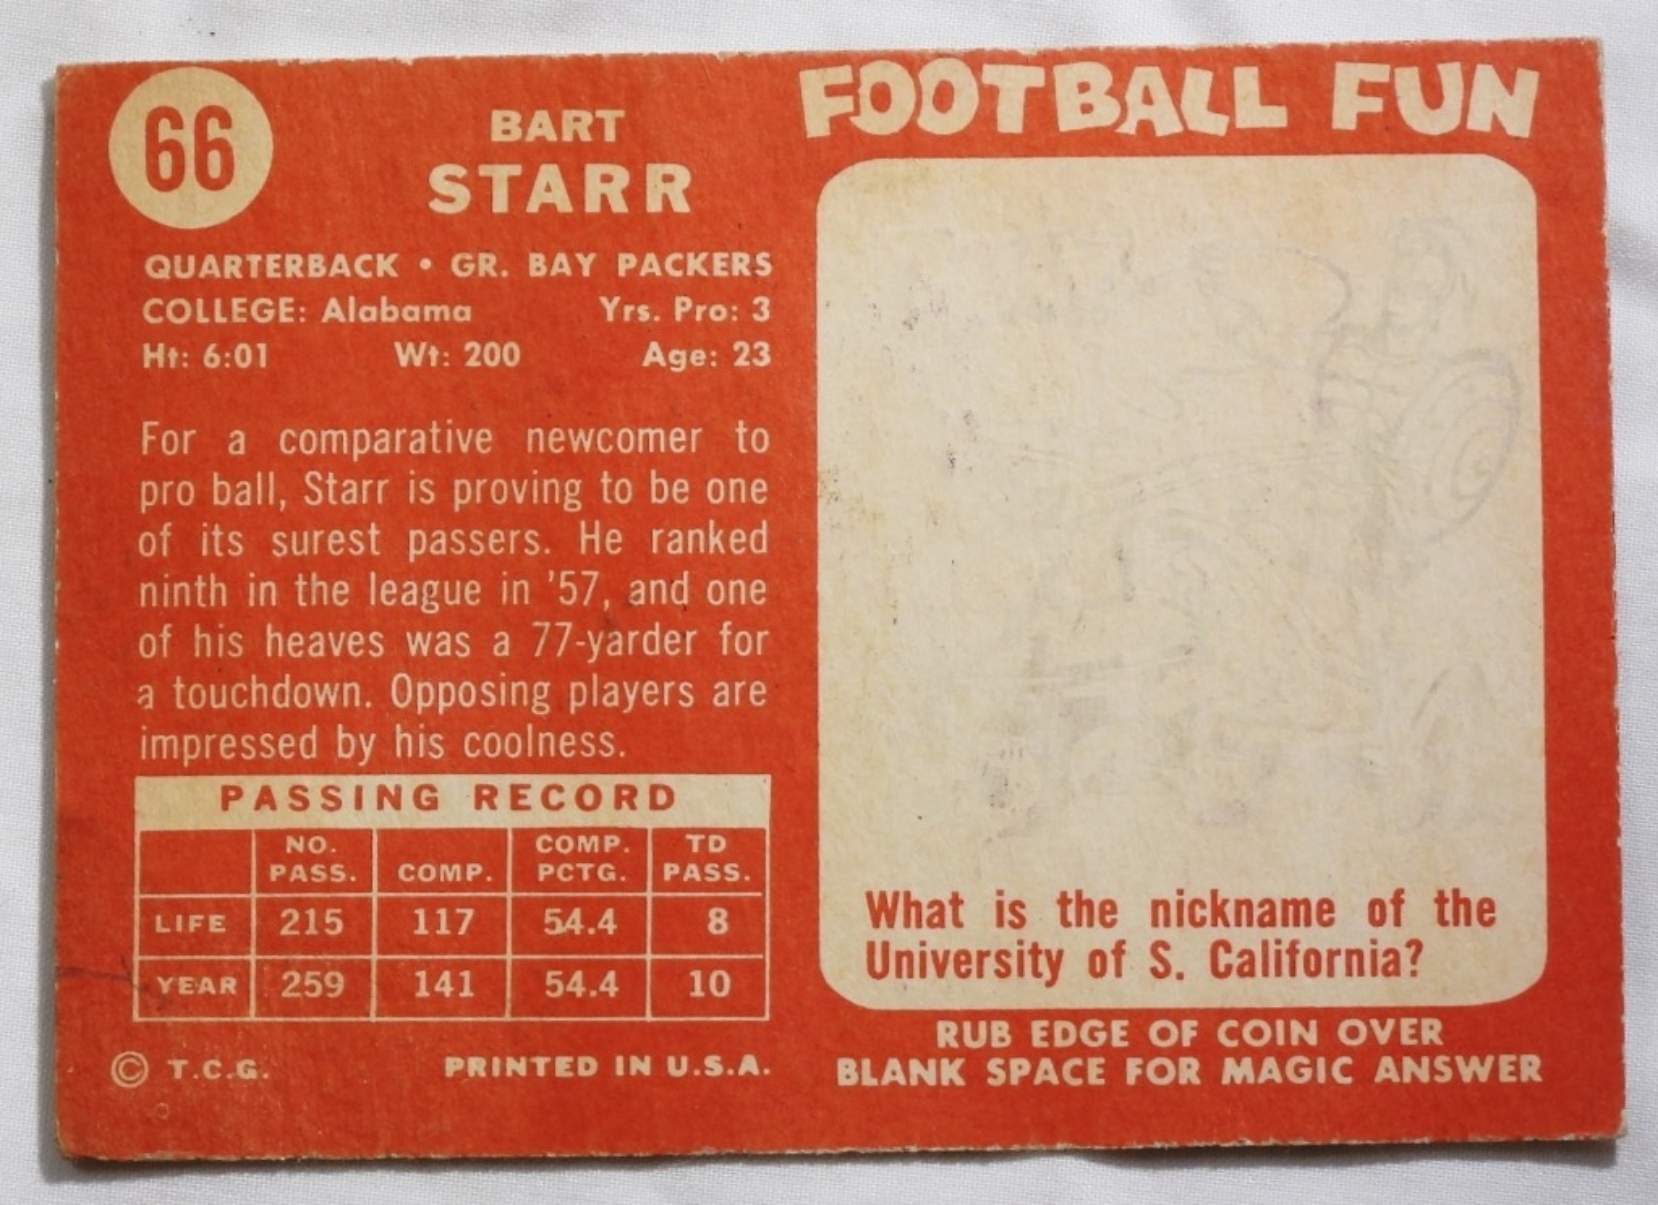 66
BART
STARR
QUARTERBACK • GR. BAY PACKERS
COLLEGE: Alabama Yrs. Pro: 3
Ht: 6:01 Wt: 200 Age: 23
For a comparative newcomer to
pro ball, Starr is proving to be one
of its surest passers. He ranked
ninth in the league in '57, and one
of his heaves was a 77-yarder for
a touchdown. Opposing players are
impressed by his coolness.
PASSING RECORD
NO. PASS. COMP. COMP. PCTG. TD PASS.
LIFE 215 117 54.4 8
YEAR 259 141 54.4 10
© T.C.G. PRINTED IN U.S.A.
FOOTBALL FUN
What is the nickname of the
University of S. California?
RUB EDGE OF COIN OVER
BLANK SPACE FOR MAGIC ANSWER